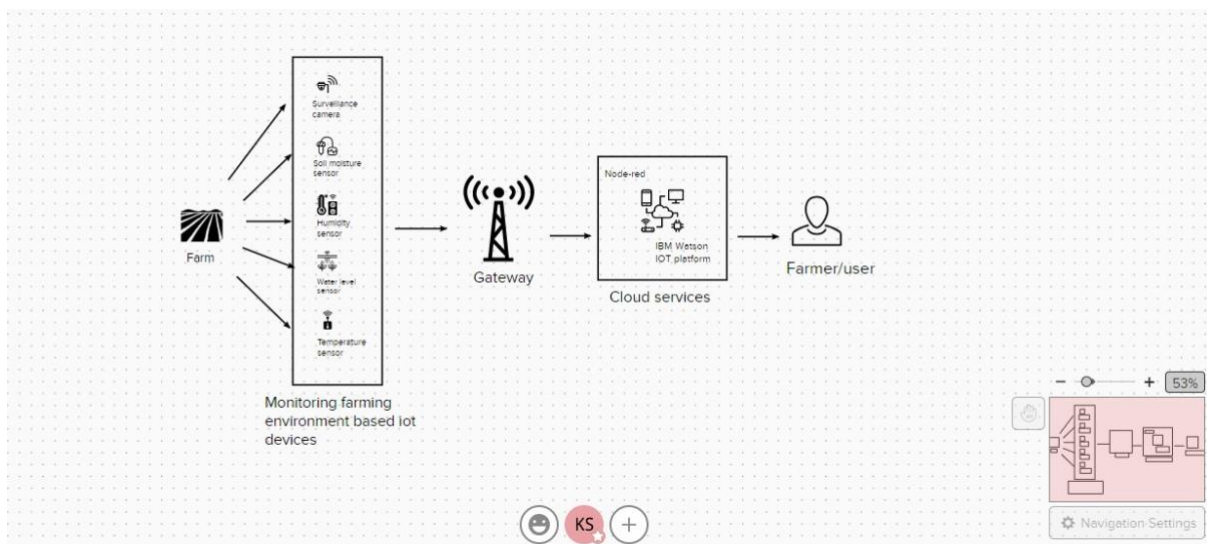 Surveillance
camera
Soil moisture
sensor
Humidity
sensor
Water level
sensor
Temperature
sensor
Farm
Monitoring farming
environment based iot
devices
Gateway
Node-red
IBM Watson
IOT platform
Cloud services
Farmer/user
53%
Navigation Settings
KS